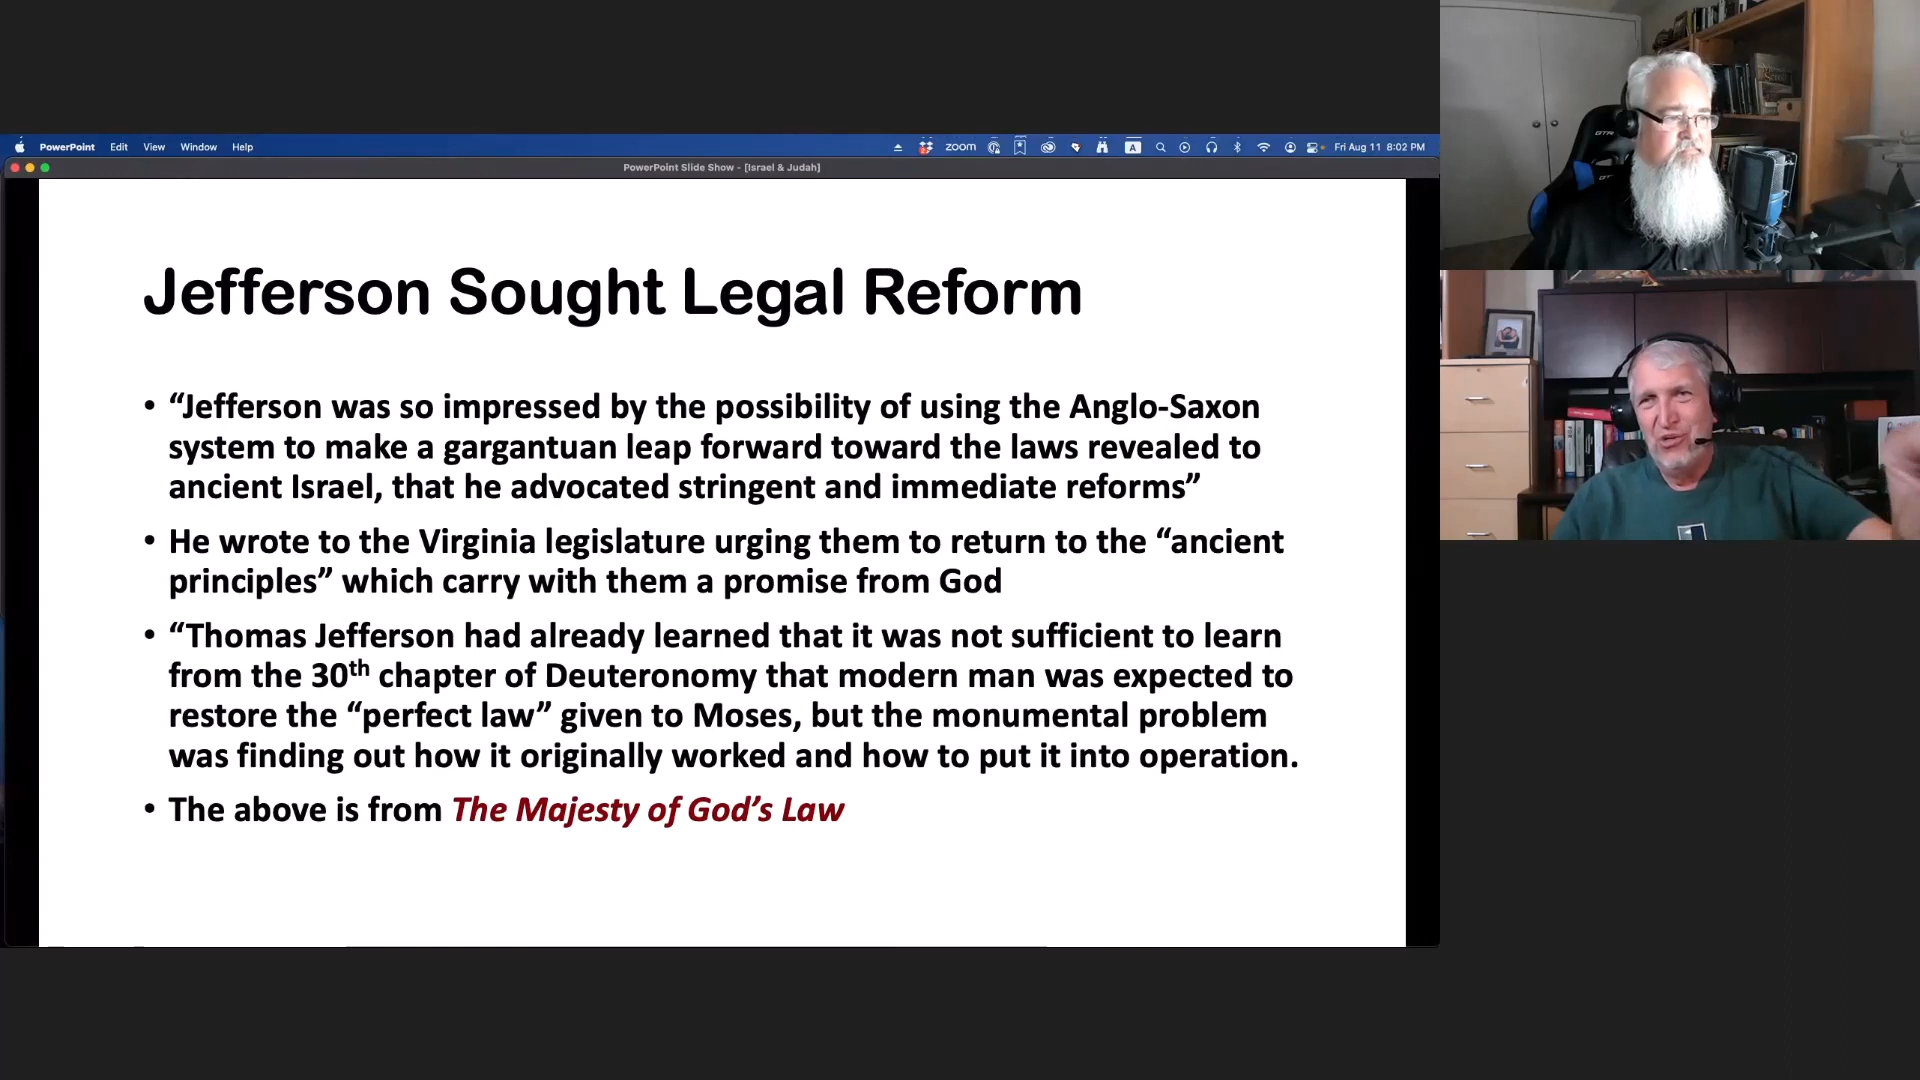 PowerPoint Edit View Window Help zoom A Fri Aug 11 8:02 PM
PowerPoint Slide Show - [Israel & Judah]
Jefferson Sought Legal Reform
• “Jefferson was so impressed by the possibility of using the Anglo-Saxon
system to make a gargantuan leap forward toward the laws revealed to
ancient Israel, that he advocated stringent and immediate reforms”
• He wrote to the Virginia legislature urging them to return to the “ancient
principles” which carry with them a promise from God
• “Thomas Jefferson had already learned that it was not sufficient to learn
from the 30th chapter of Deuteronomy that modern man was expected to
restore the “perfect law” given to Moses, but the monumental problem
was finding out how it originally worked and how to put it into operation.
• The above is from The Majesty of God’s Law